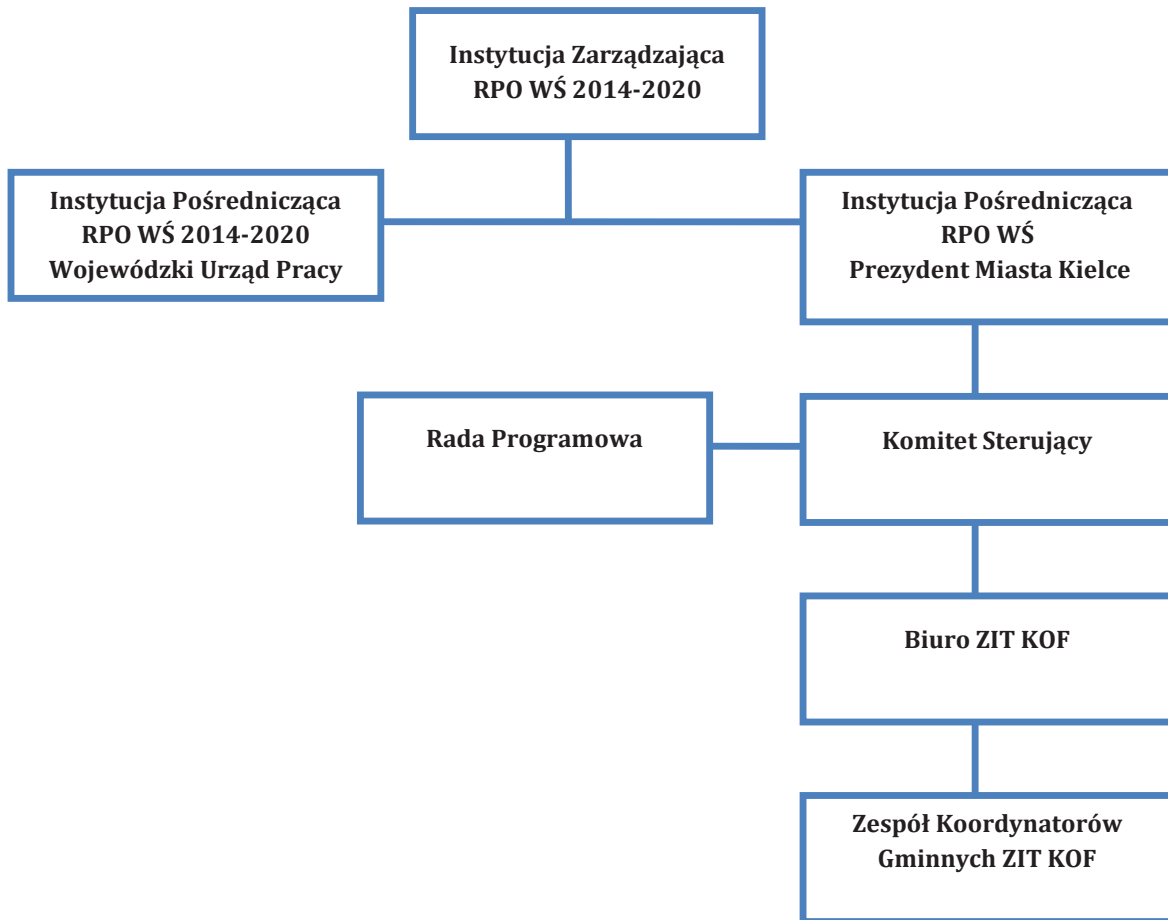 Instytucja Zarządzająca
RPO WŚ 2014-2020
Instytucja Pośrednicząca
RPO WŚ 2014-2020
Wojewódzki Urząd Pracy
Instytucja Pośrednicząca
RPO WŚ
Prezydent Miasta Kielce
Rada Programowa
Komitet Sterujący
Biuro ZIT KOF
Zespół Koordynatorów
Gminnych ZIT KOF